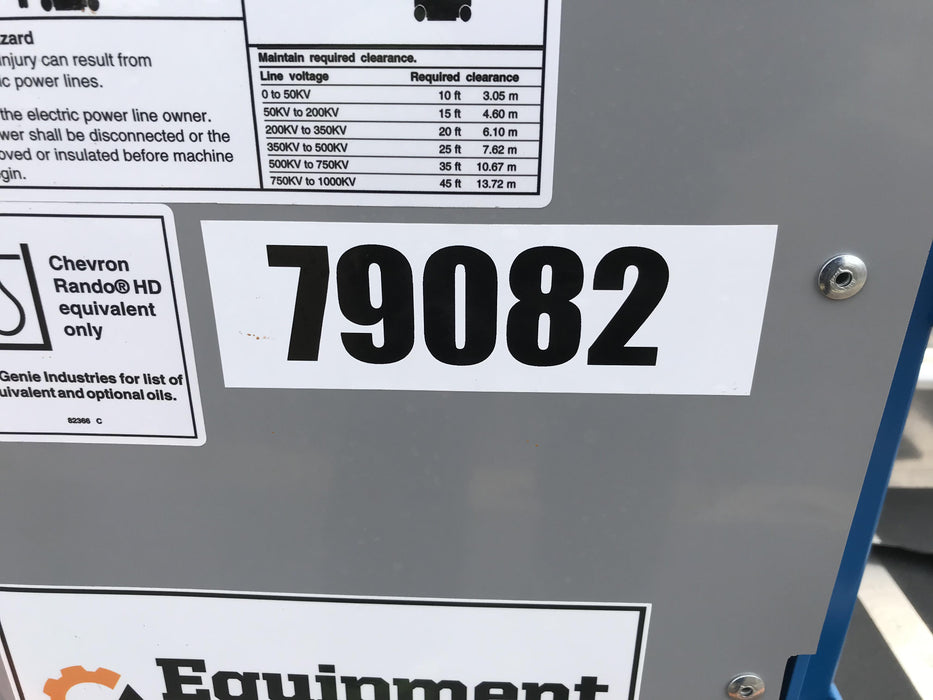 zard
injury can result from
ic power lines.
the electric power line owner.
wer shall be disconnected or the
oved or insulated before machine
gin.
Maintain required clearance.
Line voltage Required clearance
0 to 50KV 10 ft 3.05 m
50KV to 200KV 15 ft 4.60 m
200KV to 350KV 20 ft 6.10 m
350KV to 500KV 25 ft 7.62 m
500KV to 750KV 35 ft 10.67 m
750KV to 1000KV 45 ft 13.72 m
Chevron
Rando® HD
equivalent
only
Genie Industries for list of
uivalent and optional oils.
82366 C
79082
Equipment